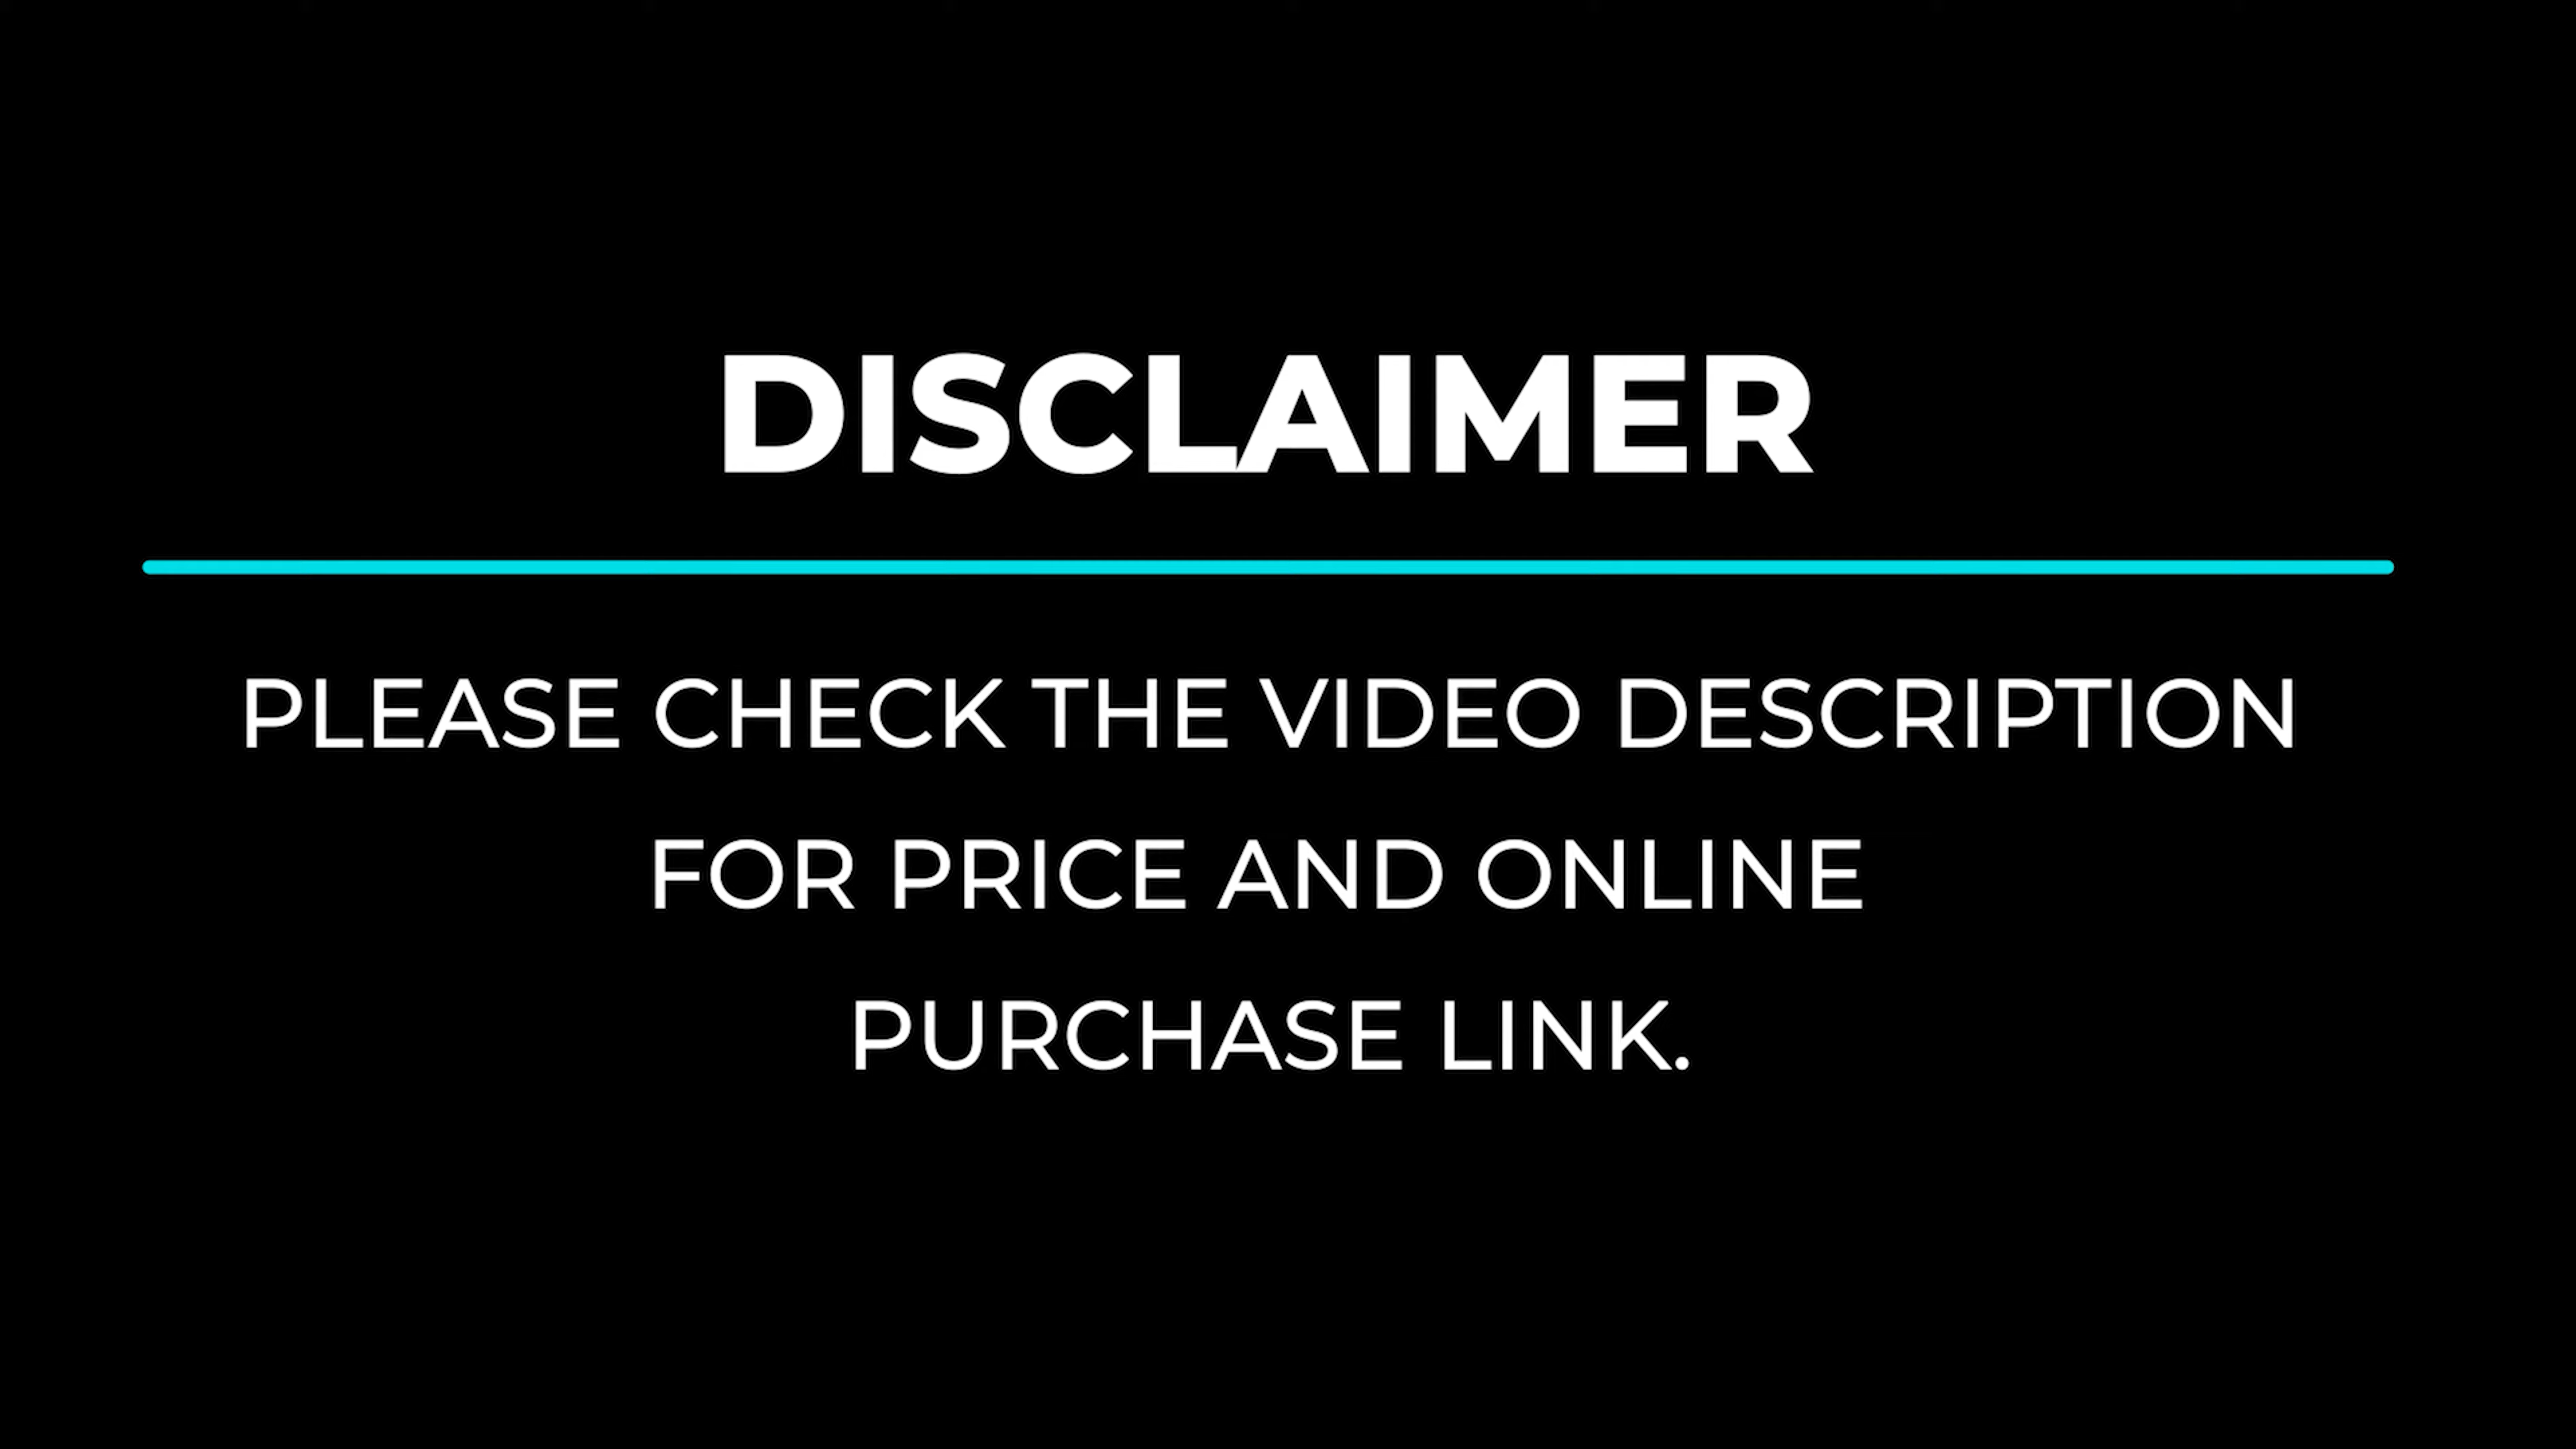 DISCLAIMER
PLEASE CHECK THE VIDEO DESCRIPTION
FOR PRICE AND ONLINE
PURCHASE LINK.